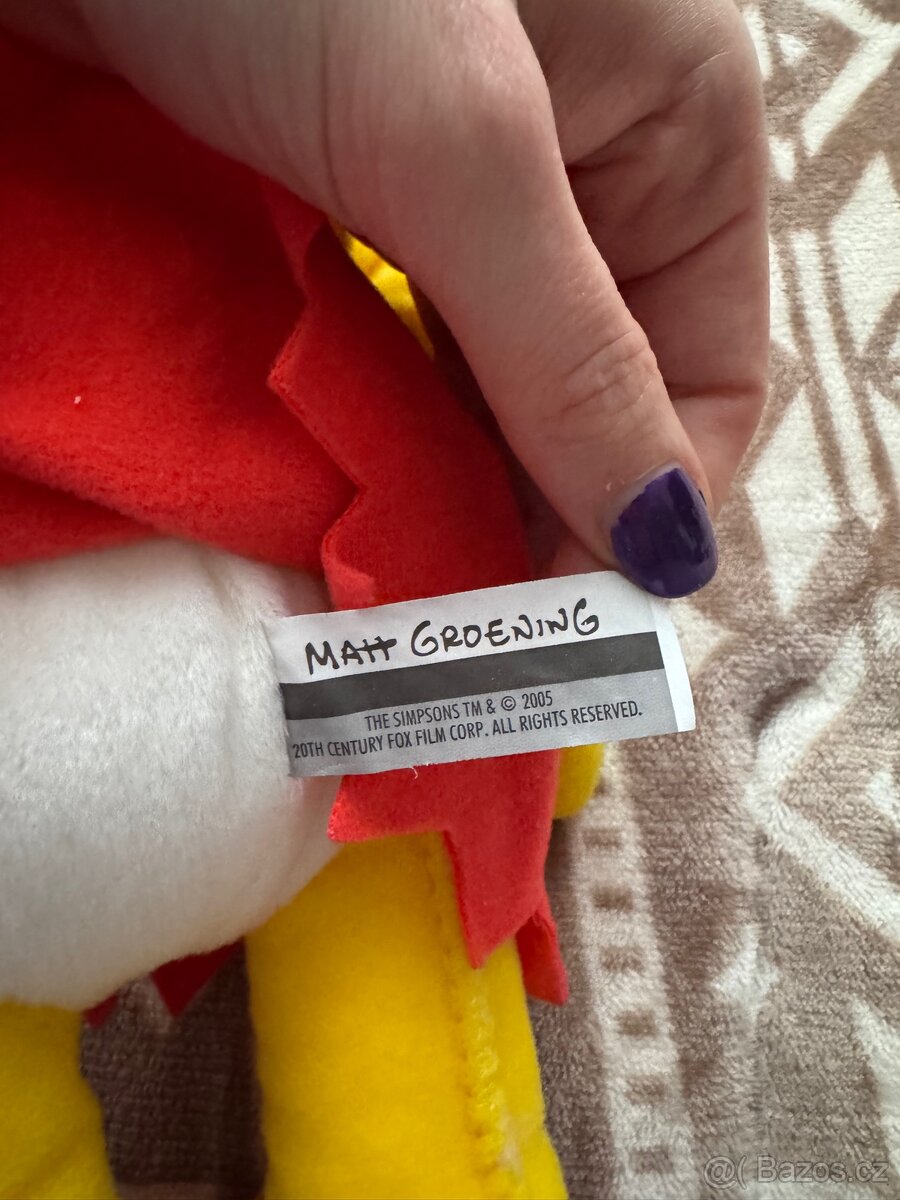 MATT GROENING
THE SIMPSONS TM & © 2005
20TH CENTURY FOX FILM CORP. ALL RIGHTS RESERVED.
@( Bazos.cz